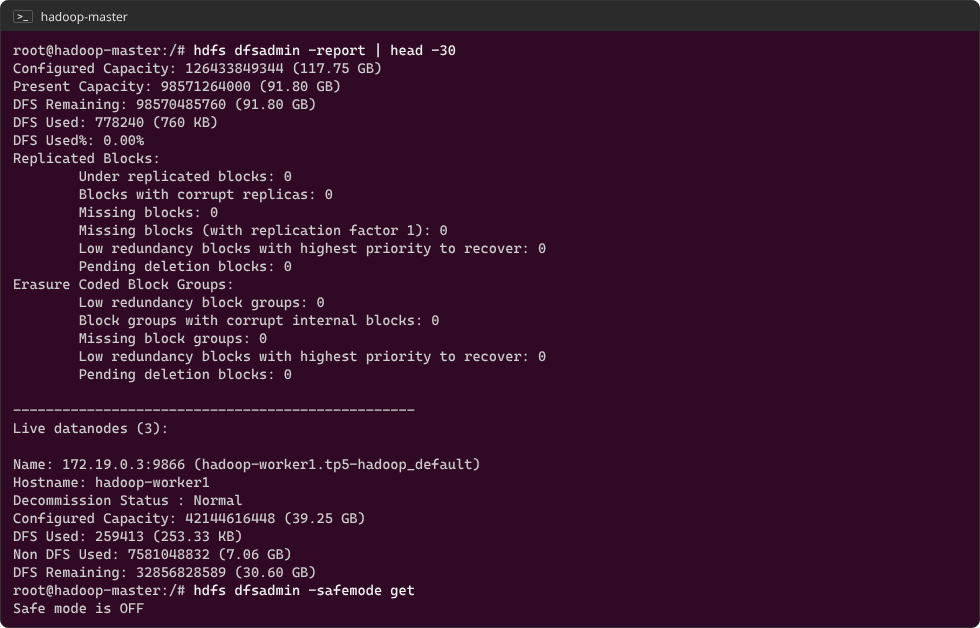 >_ hadoop-master
root@hadoop-master:/# hdfs dfsadmin -report | head -30
Configured Capacity: 126433849344 (117.75 GB)
Present Capacity: 98571264000 (91.80 GB)
DFS Remaining: 98570485760 (91.80 GB)
DFS Used: 778240 (760 KB)
DFS Used%: 0.00%
Replicated Blocks:
	Under replicated blocks: 0
	Blocks with corrupt replicas: 0
	Missing blocks: 0
	Missing blocks (with replication factor 1): 0
	Low redundancy blocks with highest priority to recover: 0
	Pending deletion blocks: 0
Erasure Coded Block Groups:
	Low redundancy block groups: 0
	Block groups with corrupt internal blocks: 0
	Missing block groups: 0
	Low redundancy blocks with highest priority to recover: 0
	Pending deletion blocks: 0

-------------------------------------------------
Live datanodes (3):

Name: 172.19.0.3:9866 (hadoop-worker1.tp5-hadoop_default)
Hostname: hadoop-worker1
Decommission Status : Normal
Configured Capacity: 42144616448 (39.25 GB)
DFS Used: 259413 (253.33 KB)
Non DFS Used: 7581048832 (7.06 GB)
DFS Remaining: 32856828589 (30.60 GB)
root@hadoop-master:/# hdfs dfsadmin -safemode get
Safe mode is OFF